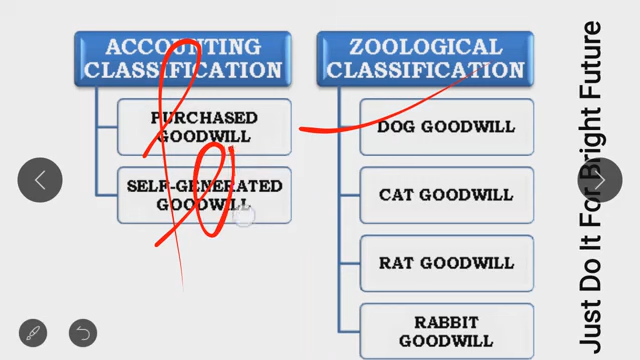 ACCOUNTING
CLASSIFICATION
PURCHASED
GOODWILL
SELF-GENERATED
GOODWILL
ZOOLOGICAL
CLASSIFICATION
DOG GOODWILL
CAT GOODWILL
RAT GOODWILL
RABBIT
GOODWILL
Just Do It For Bright Future